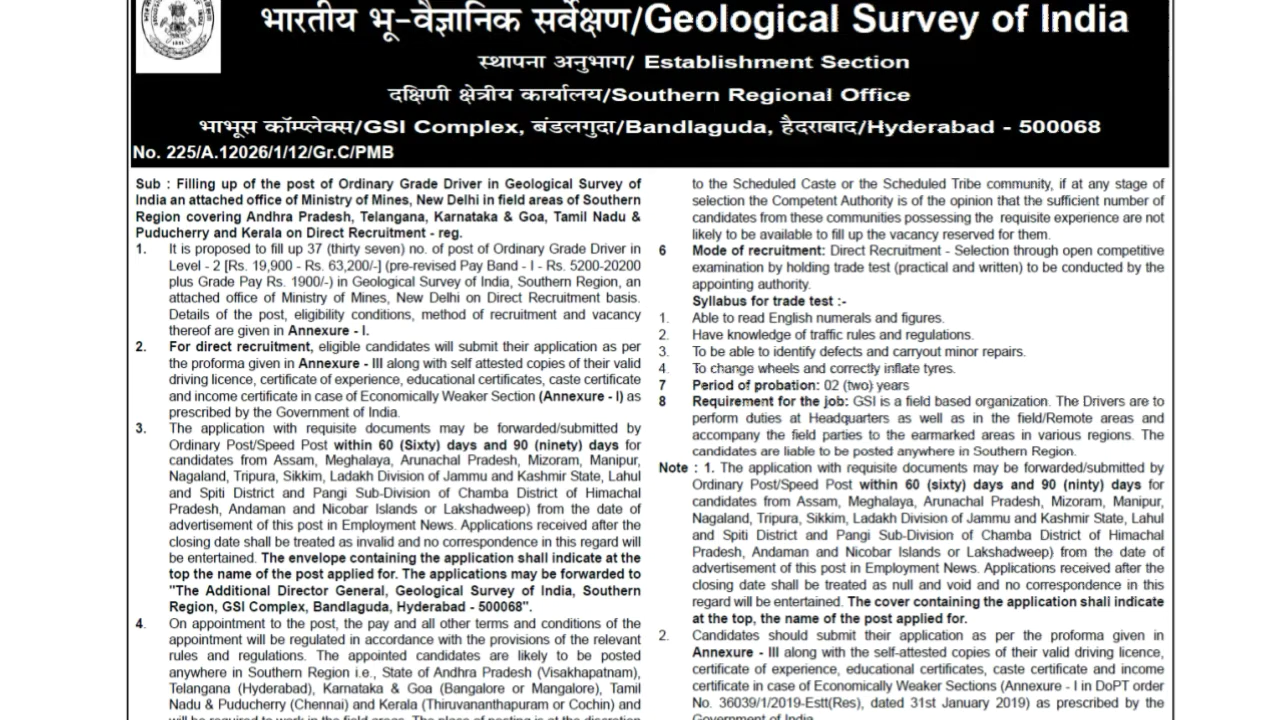 भारतीय भू-वैज्ञानिक सर्वेक्षण/Geological Survey of India
स्थापना अनुभाग/ Establishment Section
दक्षिणी क्षेत्रीय कार्यालय/Southern Regional Office
भाभूस कॉम्प्लेक्स/GSI Complex, बंडलगुदा/Bandlaguda, हैदराबाद/Hyderabad - 500068
No. 225/A.12026/1/12/Gr.C/PMB
Sub : Filling up of the post of Ordinary Grade Driver in Geological Survey of
India an attached office of Ministry of Mines, New Delhi in field areas of Southern
Region covering Andhra Pradesh, Telangana, Karnataka & Goa, Tamil Nadu &
Puducherry and Kerala on Direct Recruitment - reg.
1. It is proposed to fill up 37 (thirty seven) no. of post of Ordinary Grade Driver in
Level - 2 [Rs. 19,900 - Rs. 63,200/-] (pre-revised Pay Band - I - Rs. 5200-20200
plus Grade Pay Rs. 1900/-) in Geological Survey of India, Southern Region, an
attached office of Ministry of Mines, New Delhi on Direct Recruitment basis.
Details of the post, eligibility conditions, method of recruitment and vacancy
thereof are given in Annexure - I.
2. For direct recruitment, eligible candidates will submit their application as per
the proforma given in Annexure - III along with self attested copies of their valid
driving licence, certificate of experience, educational certificates, caste certificate
and income certificate in case of Economically Weaker Section (Annexure - I) as
prescribed by the Government of India.
3. The application with requisite documents may be forwarded/submitted by
Ordinary Post/Speed Post within 60 (Sixty) days and 90 (ninety) days for
candidates from Assam, Meghalaya, Arunachal Pradesh, Mizoram, Manipur,
Nagaland, Tripura, Sikkim, Ladakh Division of Jammu and Kashmir State, Lahul
and Spiti District and Pangi Sub-Division of Chamba District of Himachal
Pradesh, Andaman and Nicobar Islands or Lakshadweep) from the date of
advertisement of this post in Employment News. Applications received after the
closing date shall be treated as invalid and no correspondence in this regard will
be entertained. The envelope containing the application shall indicate at the
top the name of the post applied for. The applications may be forwarded to
"The Additional Director General, Geological Survey of India, Southern
Region, GSI Complex, Bandlaguda, Hyderabad - 500068".
4. On appointment to the post, the pay and all other terms and conditions of the
appointment will be regulated in accordance with the provisions of the relevant
rules and regulations. The appointed candidates are likely to be posted
anywhere in Southern Region i.e., State of Andhra Pradesh (Visakhapatnam),
Telangana (Hyderabad), Karnataka & Goa (Bangalore or Mangalore), Tamil
Nadu & Puducherry (Chennai) and Kerala (Thiruvananthapuram or Cochin) and
will be required to work in the field areas. The place of posting is at the discretion
to the Scheduled Caste or the Scheduled Tribe community, if at any stage of
selection the Competent Authority is of the opinion that the sufficient number of
candidates from these communities possessing the requisite experience are not
likely to be available to fill up the vacancy reserved for them.
6 Mode of recruitment: Direct Recruitment - Selection through open competitive
examination by holding trade test (practical and written) to be conducted by the
appointing authority.
Syllabus for trade test :-
1. Able to read English numerals and figures.
2. Have knowledge of traffic rules and regulations.
3. To be able to identify defects and carryout minor repairs.
4. To change wheels and correctly inflate tyres.
7 Period of probation: 02 (two) years
8 Requirement for the job: GSI is a field based organization. The Drivers are to
perform duties at Headquarters as well as in the field/Remote areas and
accompany the field parties to the earmarked areas in various regions. The
candidates are liable to be posted anywhere in Southern Region.
Note : 1. The application with requisite documents may be forwarded/submitted by
Ordinary Post/Speed Post within 60 (sixty) days and 90 (ninty) days for
candidates from Assam, Meghalaya, Arunachal Pradesh, Mizoram, Manipur,
Nagaland, Tripura, Sikkim, Ladakh Division of Jammu and Kashmir State, Lahul
and Spiti District and Pangi Sub-Division of Chamba District of Himachal
Pradesh, Andaman and Nicobar Islands or Lakshadweep) from the date of
advertisement of this post in Employment News. Applications received after the
closing date shall be treated as null and void and no correspondence in this
regard will be entertained. The cover containing the application shall indicate
at the top, the name of the post applied for.
2. Candidates should submit their application as per the proforma given in
Annexure - III along with the self-attested copies of their valid driving licence,
certificate of experience, educational certificates, caste certificate and income
certificate in case of Economically Weaker Sections (Annexure - I in DoPT order
No. 36039/1/2019-Estt(Res), dated 31st January 2019) as prescribed by the
Government of India.